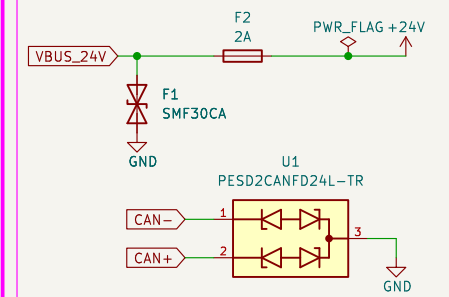 F2
2A
PWR_FLAG +24V
VBUS_24V
F1
SMF30CA
GND
U1
PESD2CANFD24L-TR
CAN- 1
3
CAN+ 2
GND